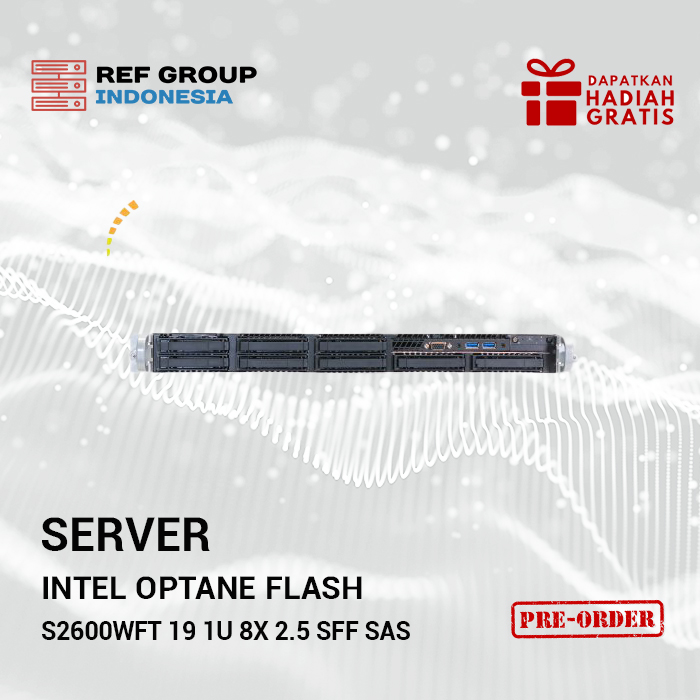 REF GROUP
INDONESIA
DAPATKAN
HADIAH
GRATIS
SERVER
INTEL OPTANE FLASH
S2600WFT 19 1U 8X 2.5 SFF SAS
PRE-ORDER